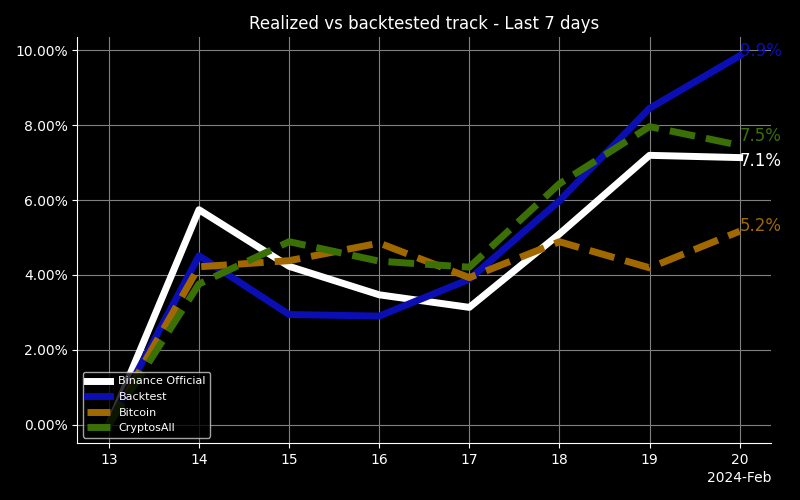 Realized vs backtested track - Last 7 days
10.00%
8.00%
6.00%
4.00%
2.00%
0.00%
9.9%
7.5%
7.1%
5.2%
Binance Official
Backtest
Bitcoin
CryptosAll
13 14 15 16 17 18 19 20
2024-Feb